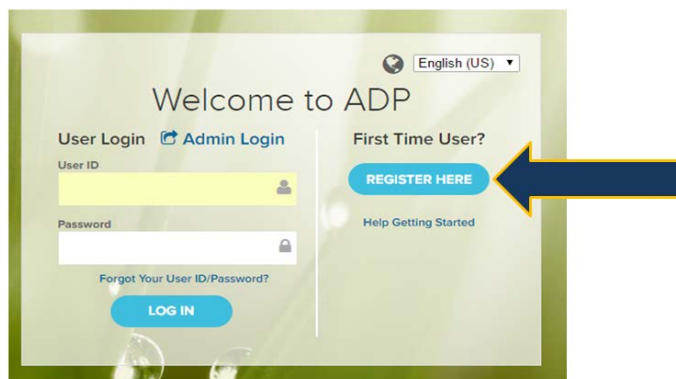 English (US)
Welcome to ADP
User Login Admin Login
User ID
Password
Forgot Your User ID/Password?
LOG IN
First Time User?
REGISTER HERE
Help Getting Started